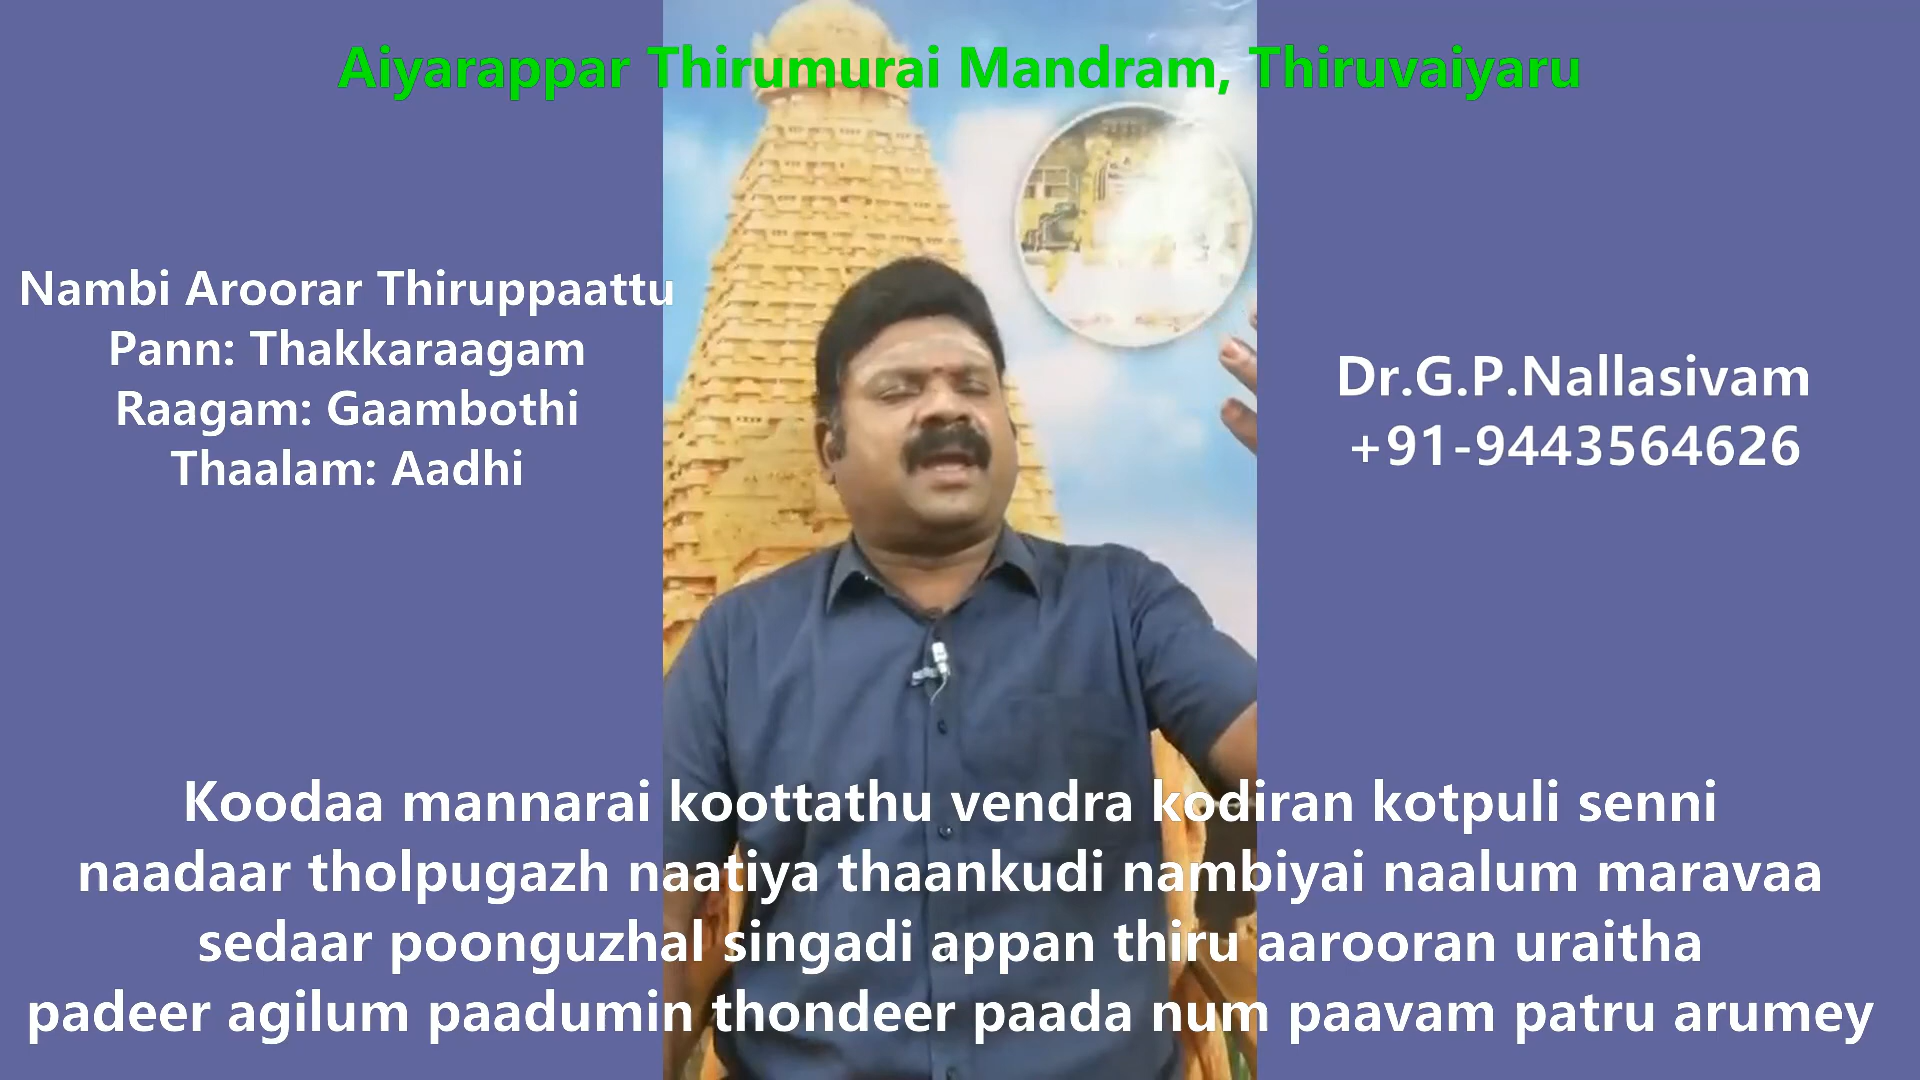 Aiyarappar Thirumurai Mandram, Thiruvaiyaru
Nambi Aroorar Thiruppaattu
Pann: Thakkaraagam
Raagam: Gaambothi
Thaalam: Aadhi
Dr.G.P.Nallasivam
+91-9443564626
Koodaa mannarai koottathu vendra kodiran kotpuli senni
naadaar tholpugazh naatiya thaankudi nambiyai naalum maravaa
sedaar poonguzhal singadi appan thiru aarooran uraitha
padeer agilum paadumin thondeer paada num paavam patru arumey